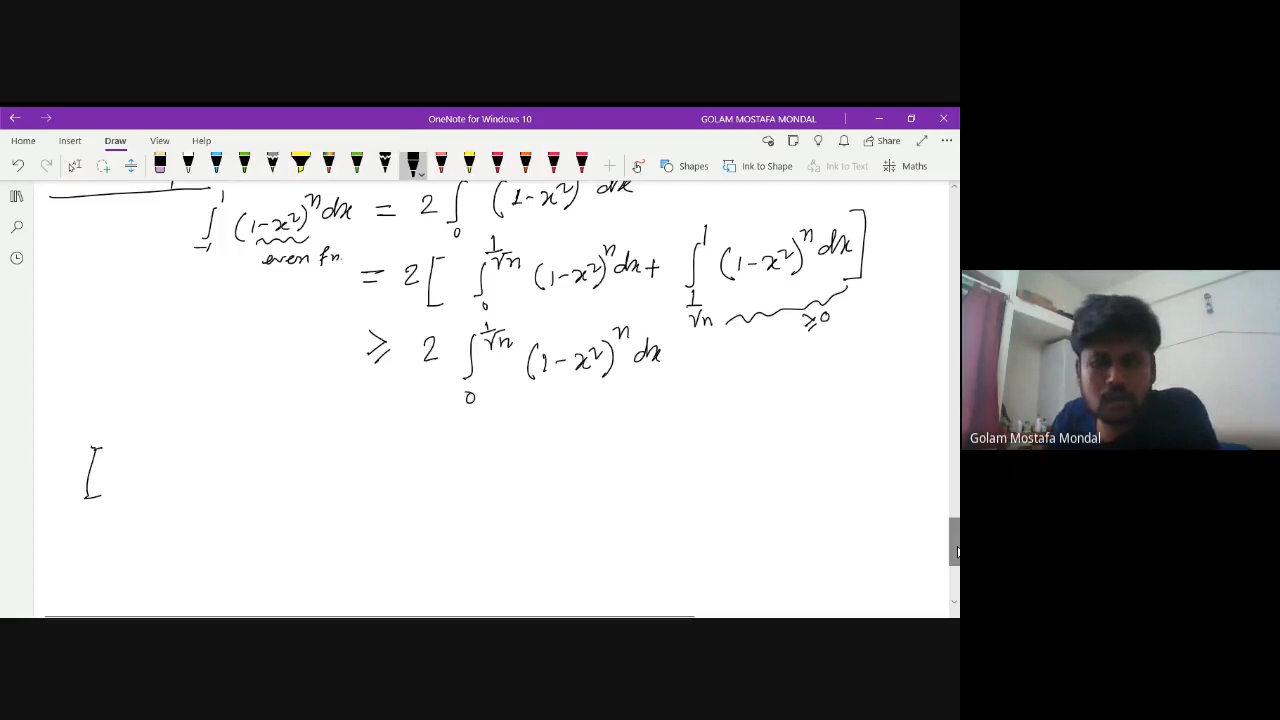 OneNote for Windows 10
GOLAM MOSTAFA MONDAL
Home Insert Draw View Help
Share
Shapes Ink to Shape Ink to Text Maths
∫_{-1}^{1} (1-x²)ⁿ dx = 2 ∫_0 (1-x²) dx
even fn.
= 2 [ ∫_0^{1/√n} (1-x²)ⁿ dx + ∫_{1/√n}^{1} (1-x²)ⁿ dx ]
≥ 0
≥ 2 ∫_0^{1/√n} (1-x²)ⁿ dx
[
Golam Mostafa Mondal